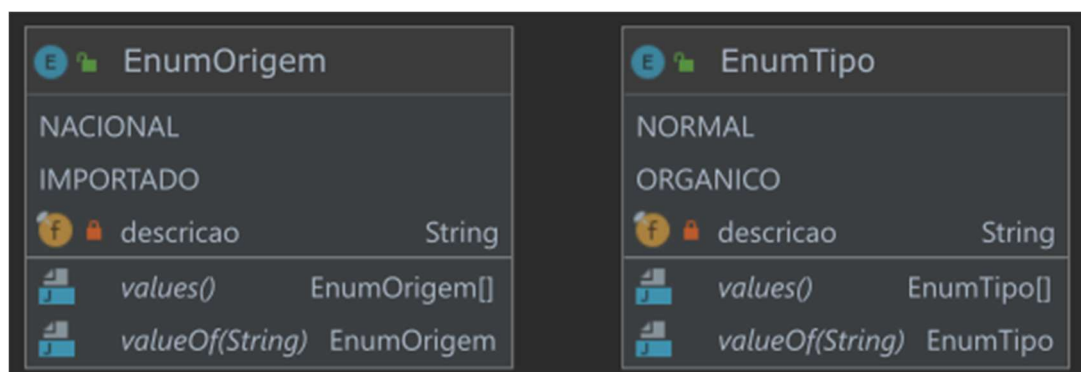 EnumOrigem
NACIONAL
IMPORTADO
descricao String
values() EnumOrigem[]
valueOf(String) EnumOrigem
EnumTipo
NORMAL
ORGANICO
descricao String
values() EnumTipo[]
valueOf(String) EnumTipo